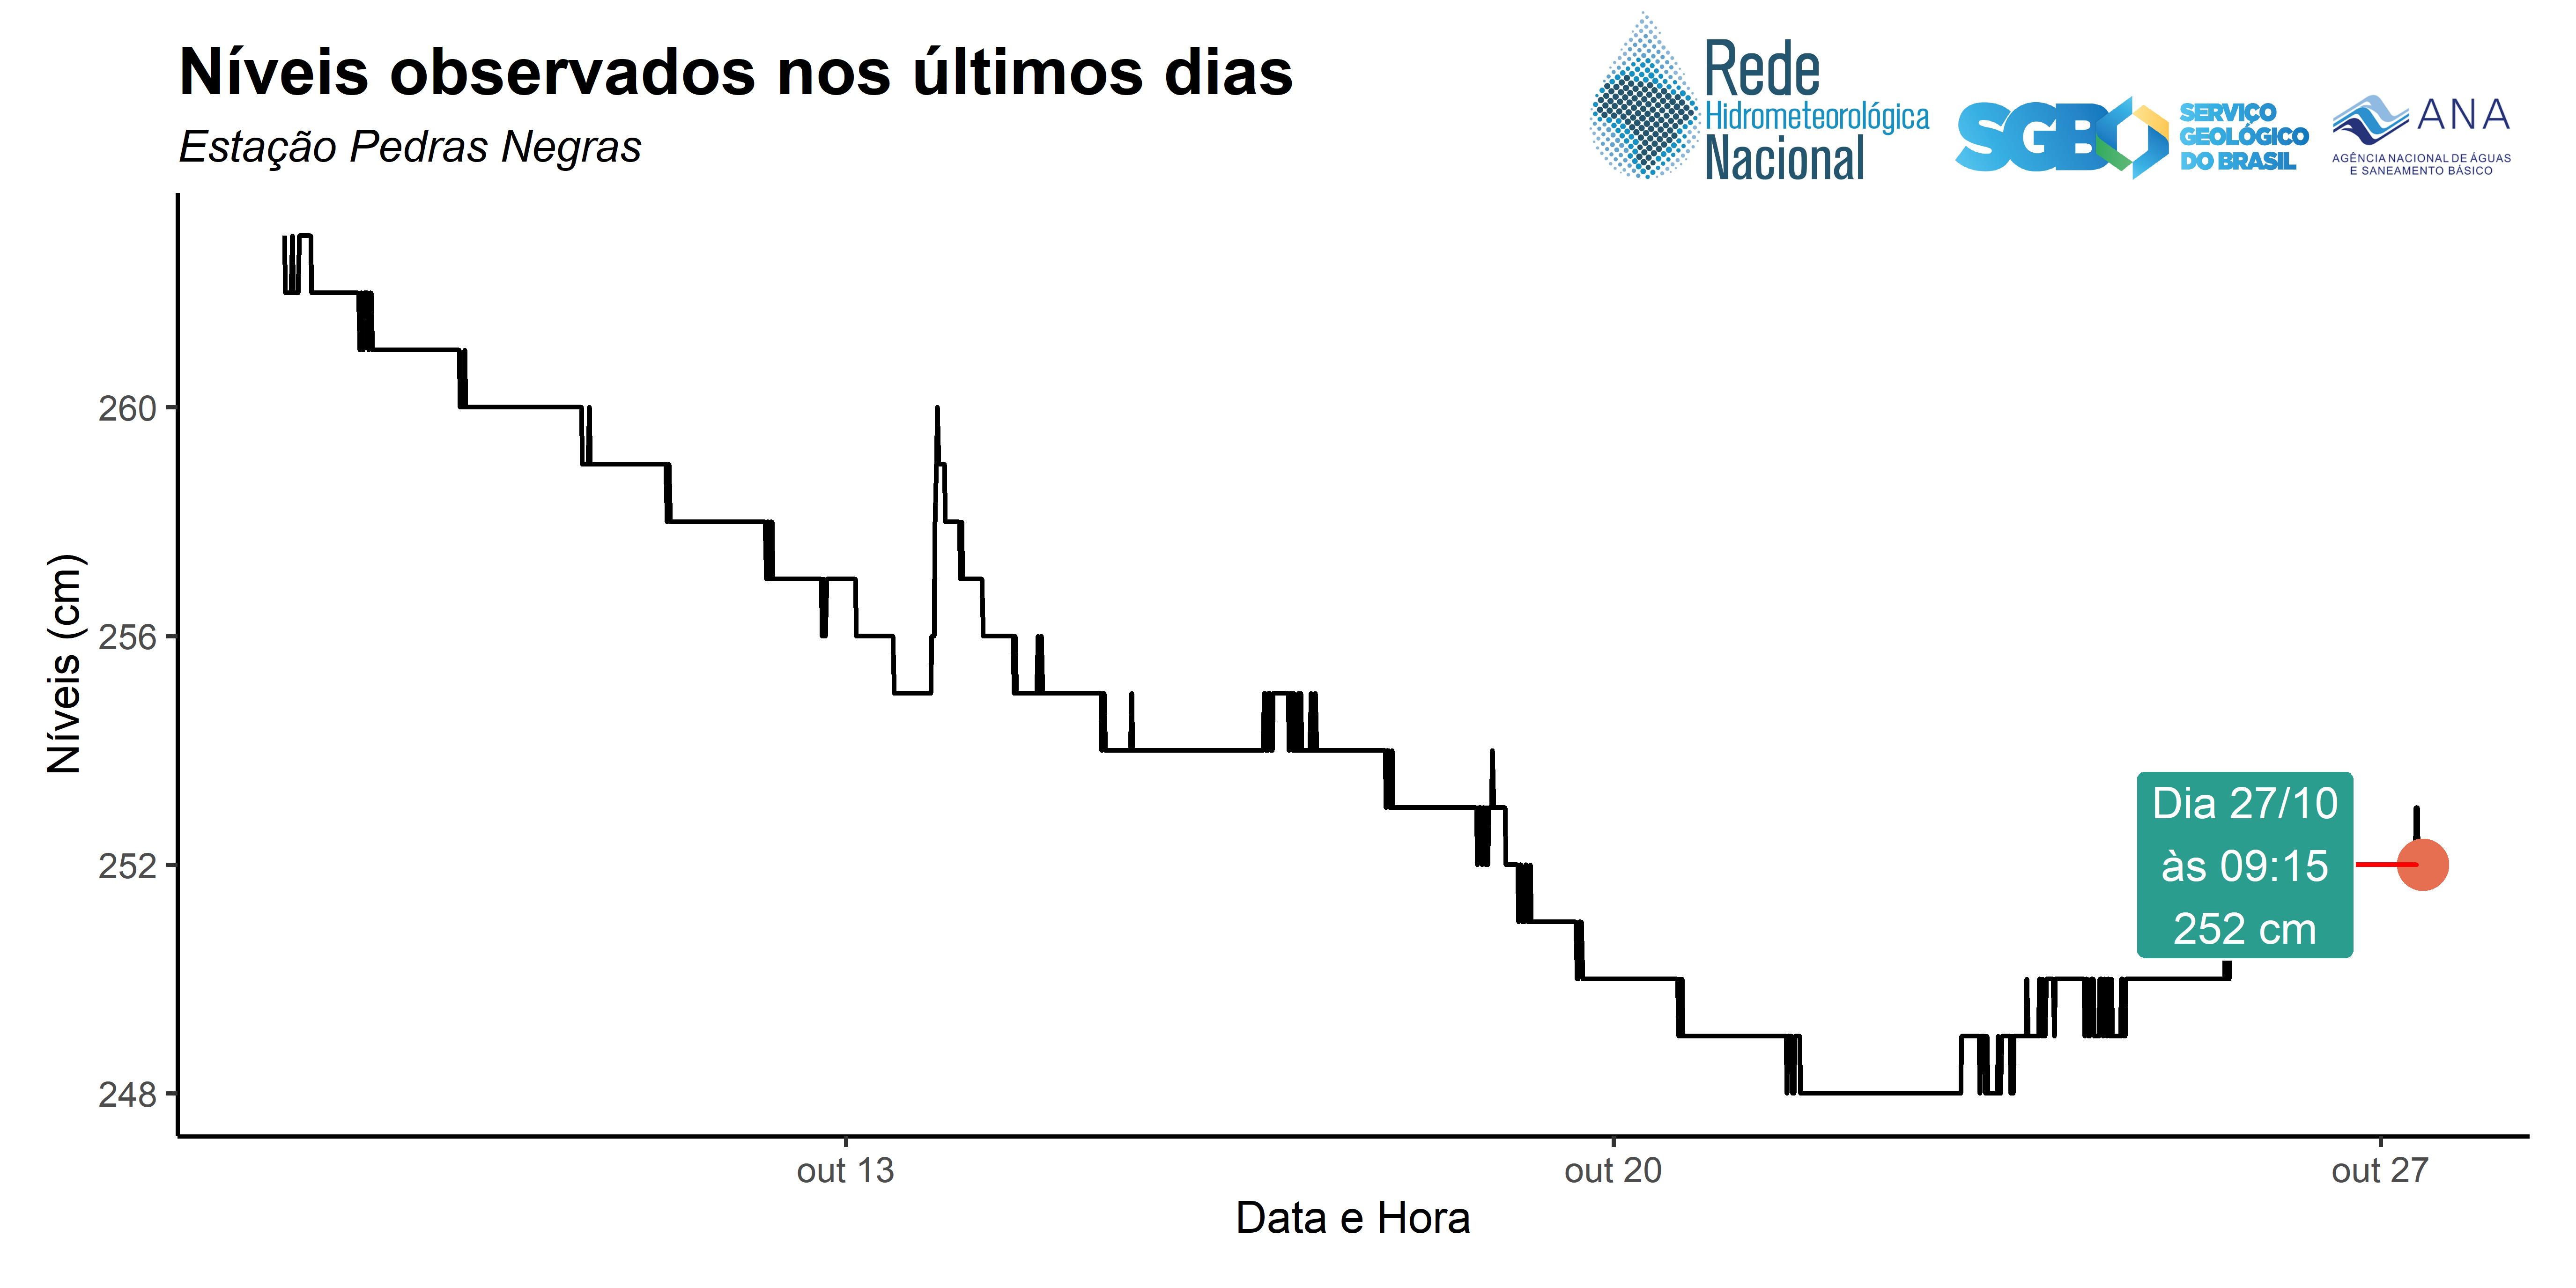 Níveis observados nos últimos dias
Estação Pedras Negras
Rede
Hidrometeorológica
Nacional
SGB
SERVIÇO
GEOLÓGICO
DO BRASIL
ANA
AGÊNCIA NACIONAL DE ÁGUAS
E SANEAMENTO BÁSICO
Níveis (cm)
260
256
252
248
Dia 27/10
às 09:15
252 cm
out 13
out 20
out 27
Data e Hora